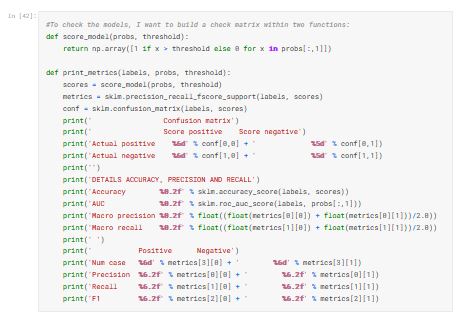 In [42]:
#To check the models, I want to build a check matrix within two functions:
def score_model(probs, threshold):
    return np.array([1 if x > threshold else 0 for x in probs[:,1]])

def print_metrics(labels, probs, threshold):
    scores = score_model(probs, threshold)
    metrics = sklm.precision_recall_fscore_support(labels, scores)
    conf = sklm.confusion_matrix(labels, scores)
    print('                 Confusion matrix')
    print('                 Score positive    Score negative')
    print('Actual positive    %6d' % conf[0,0] + '             %5d' % conf[0,1])
    print('Actual negative    %6d' % conf[1,0] + '             %5d' % conf[1,1])
    print('')
    print('DETAILS ACCURACY, PRECISION AND RECALL')
    print('Accuracy        %0.2f' % sklm.accuracy_score(labels, scores))
    print('AUC             %0.2f' % sklm.roc_auc_score(labels, probs[:,1]))
    print('Macro precision %0.2f' % float((float(metrics[0][0]) + float(metrics[0][1]))/2.0))
    print('Macro recall    %0.2f' % float((float(metrics[1][0]) + float(metrics[1][1]))/2.0))
    print(' ')
    print('           Positive      Negative')
    print('Num case   %6d' % metrics[3][0] + '        %6d' % metrics[3][1])
    print('Precision  %6.2f' % metrics[0][0] + '        %6.2f' % metrics[0][1])
    print('Recall     %6.2f' % metrics[1][0] + '        %6.2f' % metrics[1][1])
    print('F1         %6.2f' % metrics[2][0] + '        %6.2f' % metrics[2][1])